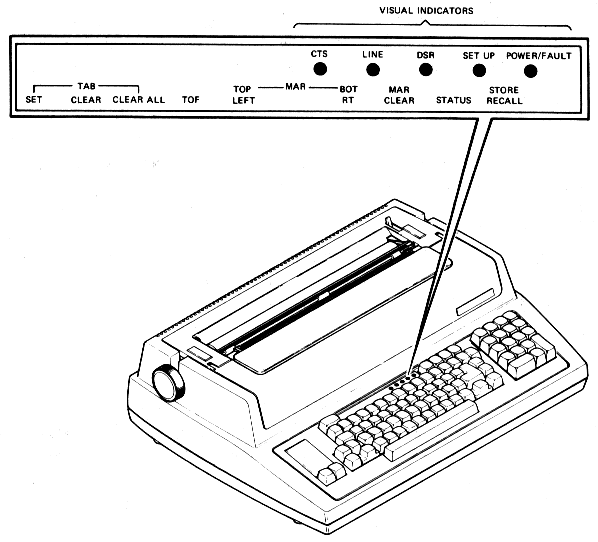 VISUAL INDICATORS
CTS LINE DSR SET UP POWER/FAULT
TAB
SET CLEAR CLEAR ALL TOF
TOP MAR BOT MAR STORE
LEFT RT CLEAR STATUS RECALL